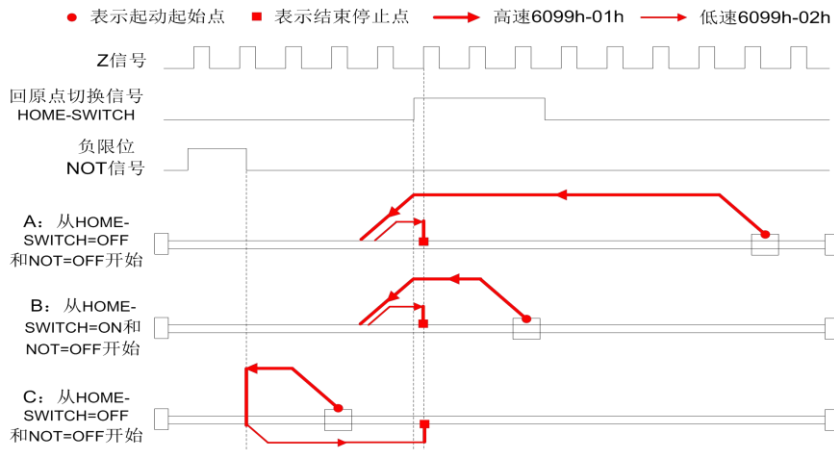 表示起动起始点 表示结束停止点 高速6099h-01h 低速6099h-02h
Z信号
回原点切换信号
HOME-SWITCH
负限位
NOT信号
A：从HOME-
SWITCH=OFF
和NOT=OFF开始
B：从HOME-
SWITCH=ON和
NOT=OFF开始
C：从HOME-
SWITCH=OFF
和NOT=OFF开始